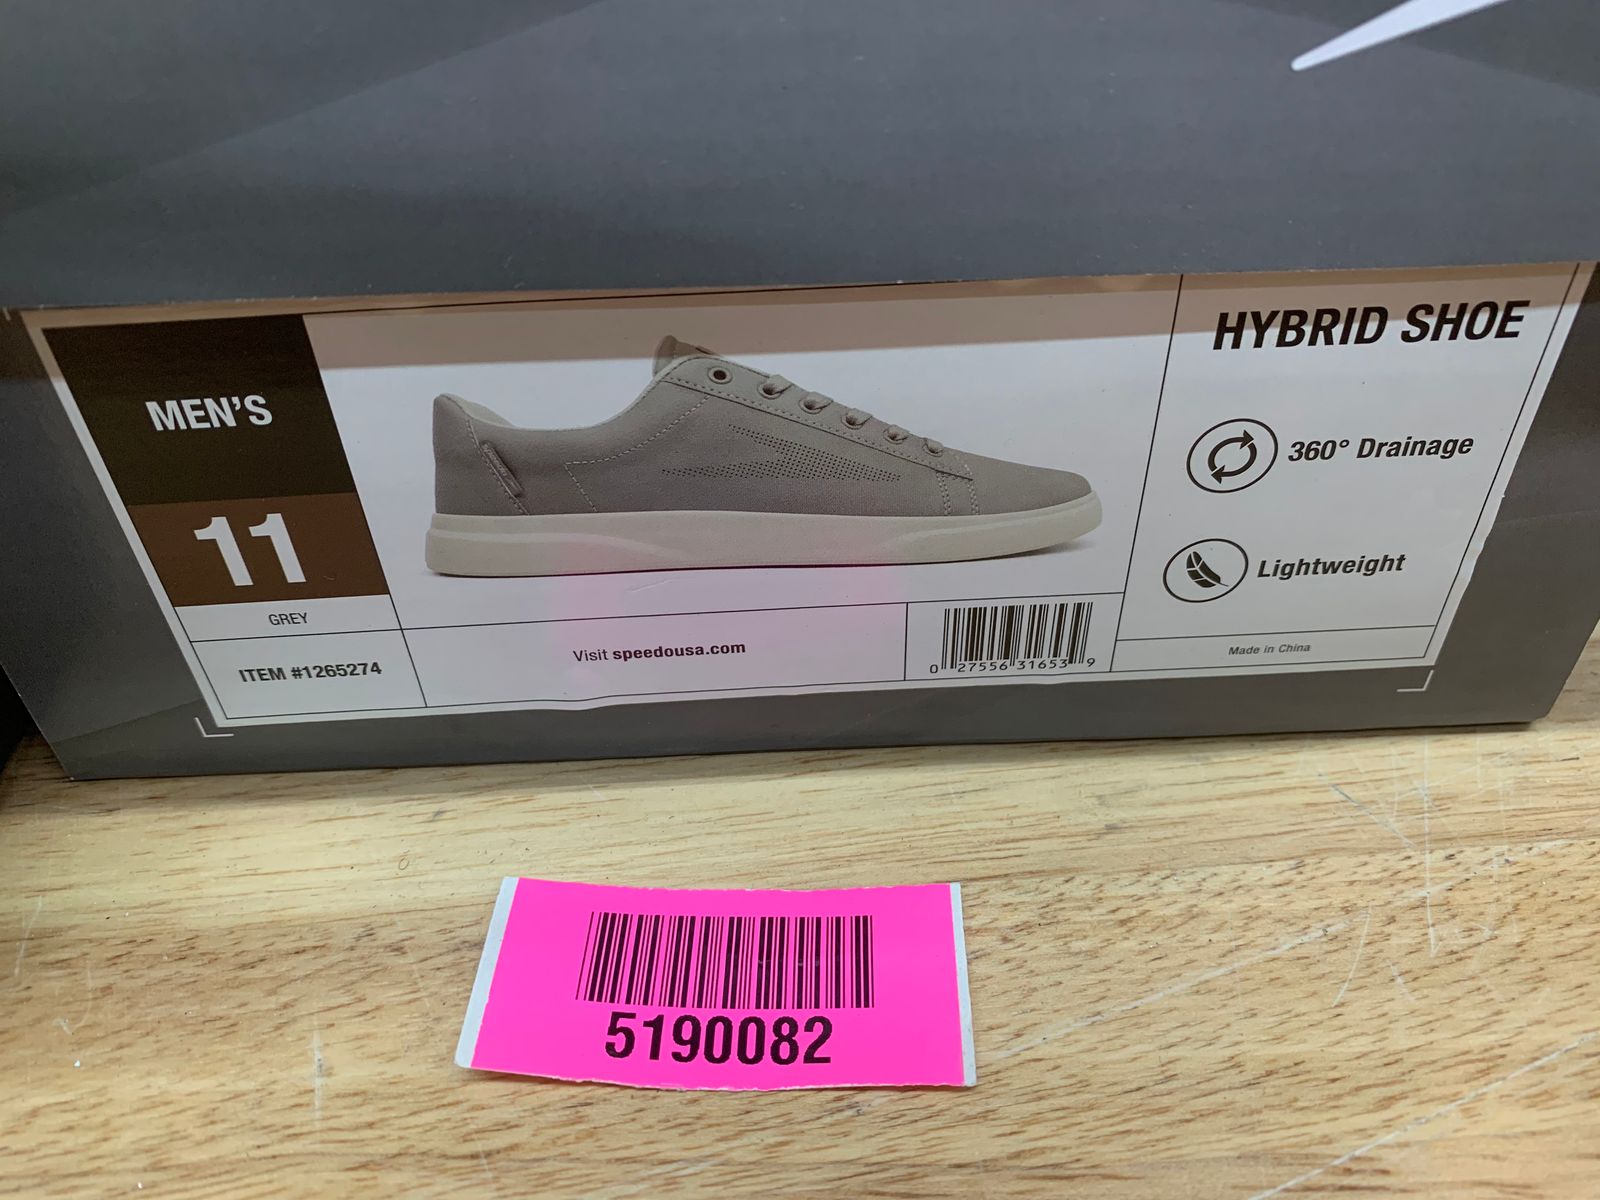 MEN'S
11
GREY
ITEM #1265274
Visit speedousa.com
0 27556 31653 9
HYBRID SHOE
360° Drainage
Lightweight
Made in China
5190082